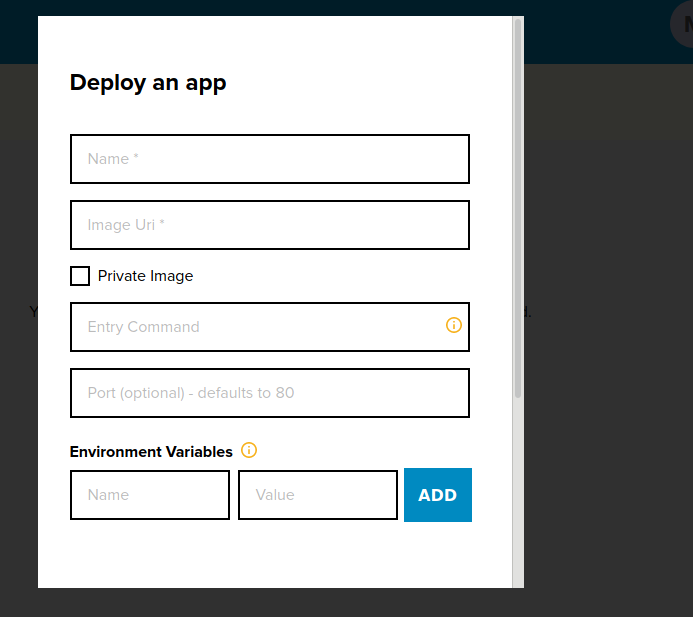 Deploy an app
Name *
Image Uri *
Private Image
Entry Command
Port (optional) - defaults to 80
Environment Variables
Name
Value
ADD